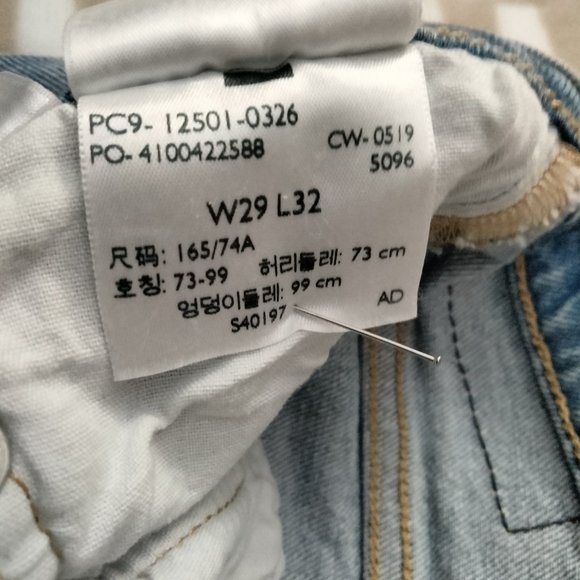 PC9- 12501-0326
PO- 4100422588 CW- 0519
5096
W29 L32
尺码: 165/74A
호칭: 73-99 허리둘레: 73 cm
엉덩이둘레: 99 cm
S40197 AD